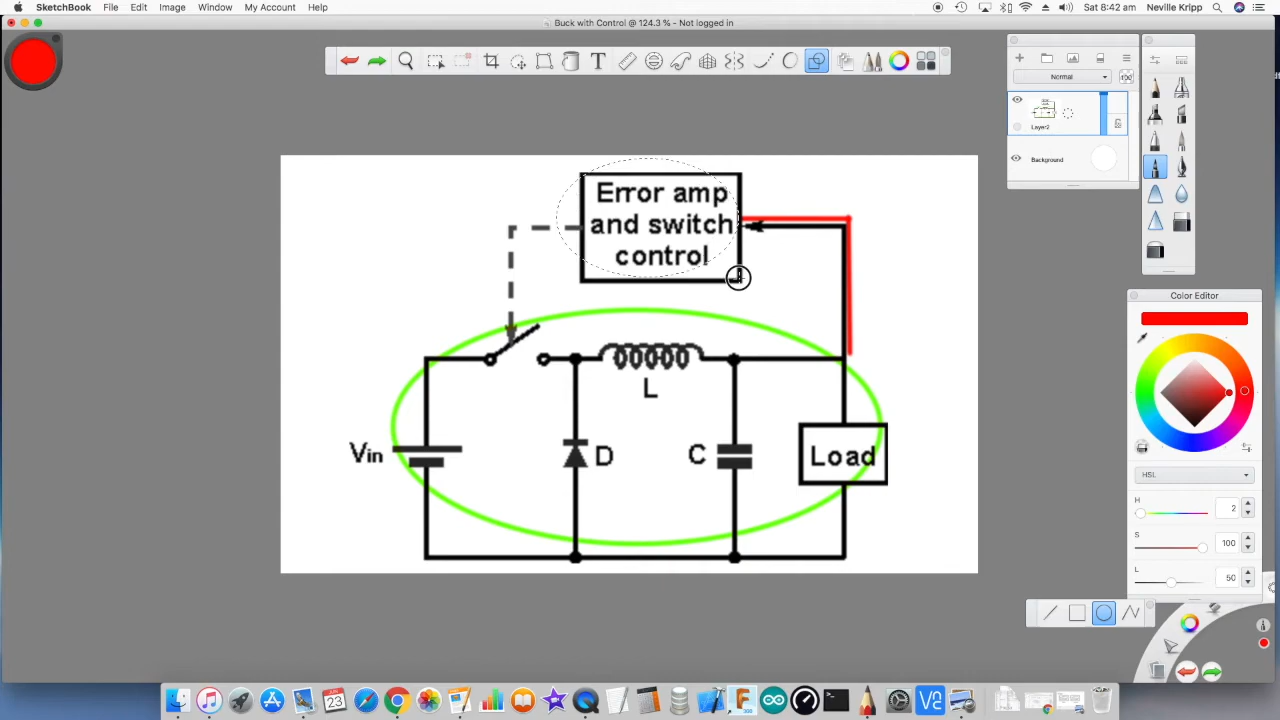 SketchBook File Edit Image Window My Account Help Sat 8:42 am Neville Kripp
Buck with Control @ 124.3 % - Not logged in
Normal
Layer2
Background
Error amp
and switch
control
L
Vin
D
C
Load
Color Editor
HSL
H 2
S 100
L 50
JUN
23